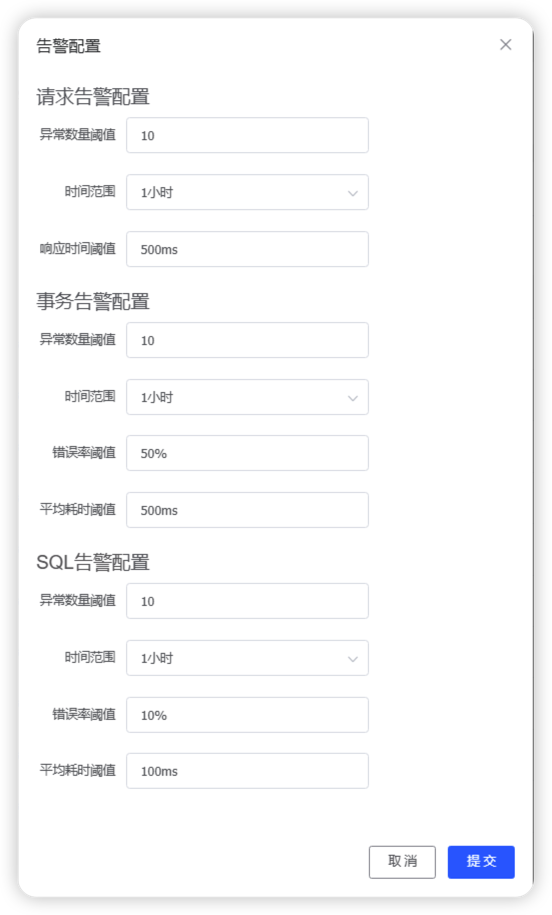 告警配置
请求告警配置
异常数量阈值 10
时间范围 1小时
响应时间阈值 500ms
事务告警配置
异常数量阈值 10
时间范围 1小时
错误率阈值 50%
平均耗时阈值 500ms
SQL告警配置
异常数量阈值 10
时间范围 1小时
错误率阈值 10%
平均耗时阈值 100ms
取消 提交